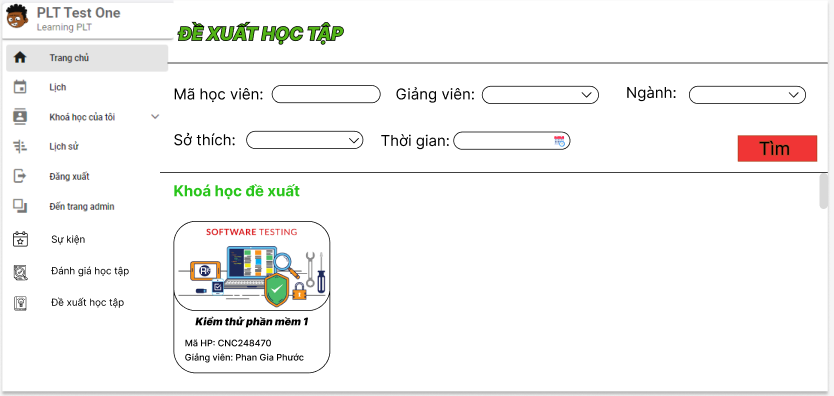 PLT Test One
Learning PLT
Trang chủ
Lịch
Khoá học của tôi
Lịch sử
Đăng xuất
Đến trang admin
Sự kiện
Đánh giá học tập
Đề xuất học tập
ĐỀ XUẤT HỌC TẬP
Mã học viên:
Giảng viên:
Ngành:
Sở thích:
Thời gian:
Tìm
Khoá học đề xuất
SOFTWARE TESTING
Kiểm thử phần mềm 1
Mã HP: CNC248470
Giảng viên: Phan Gia Phước